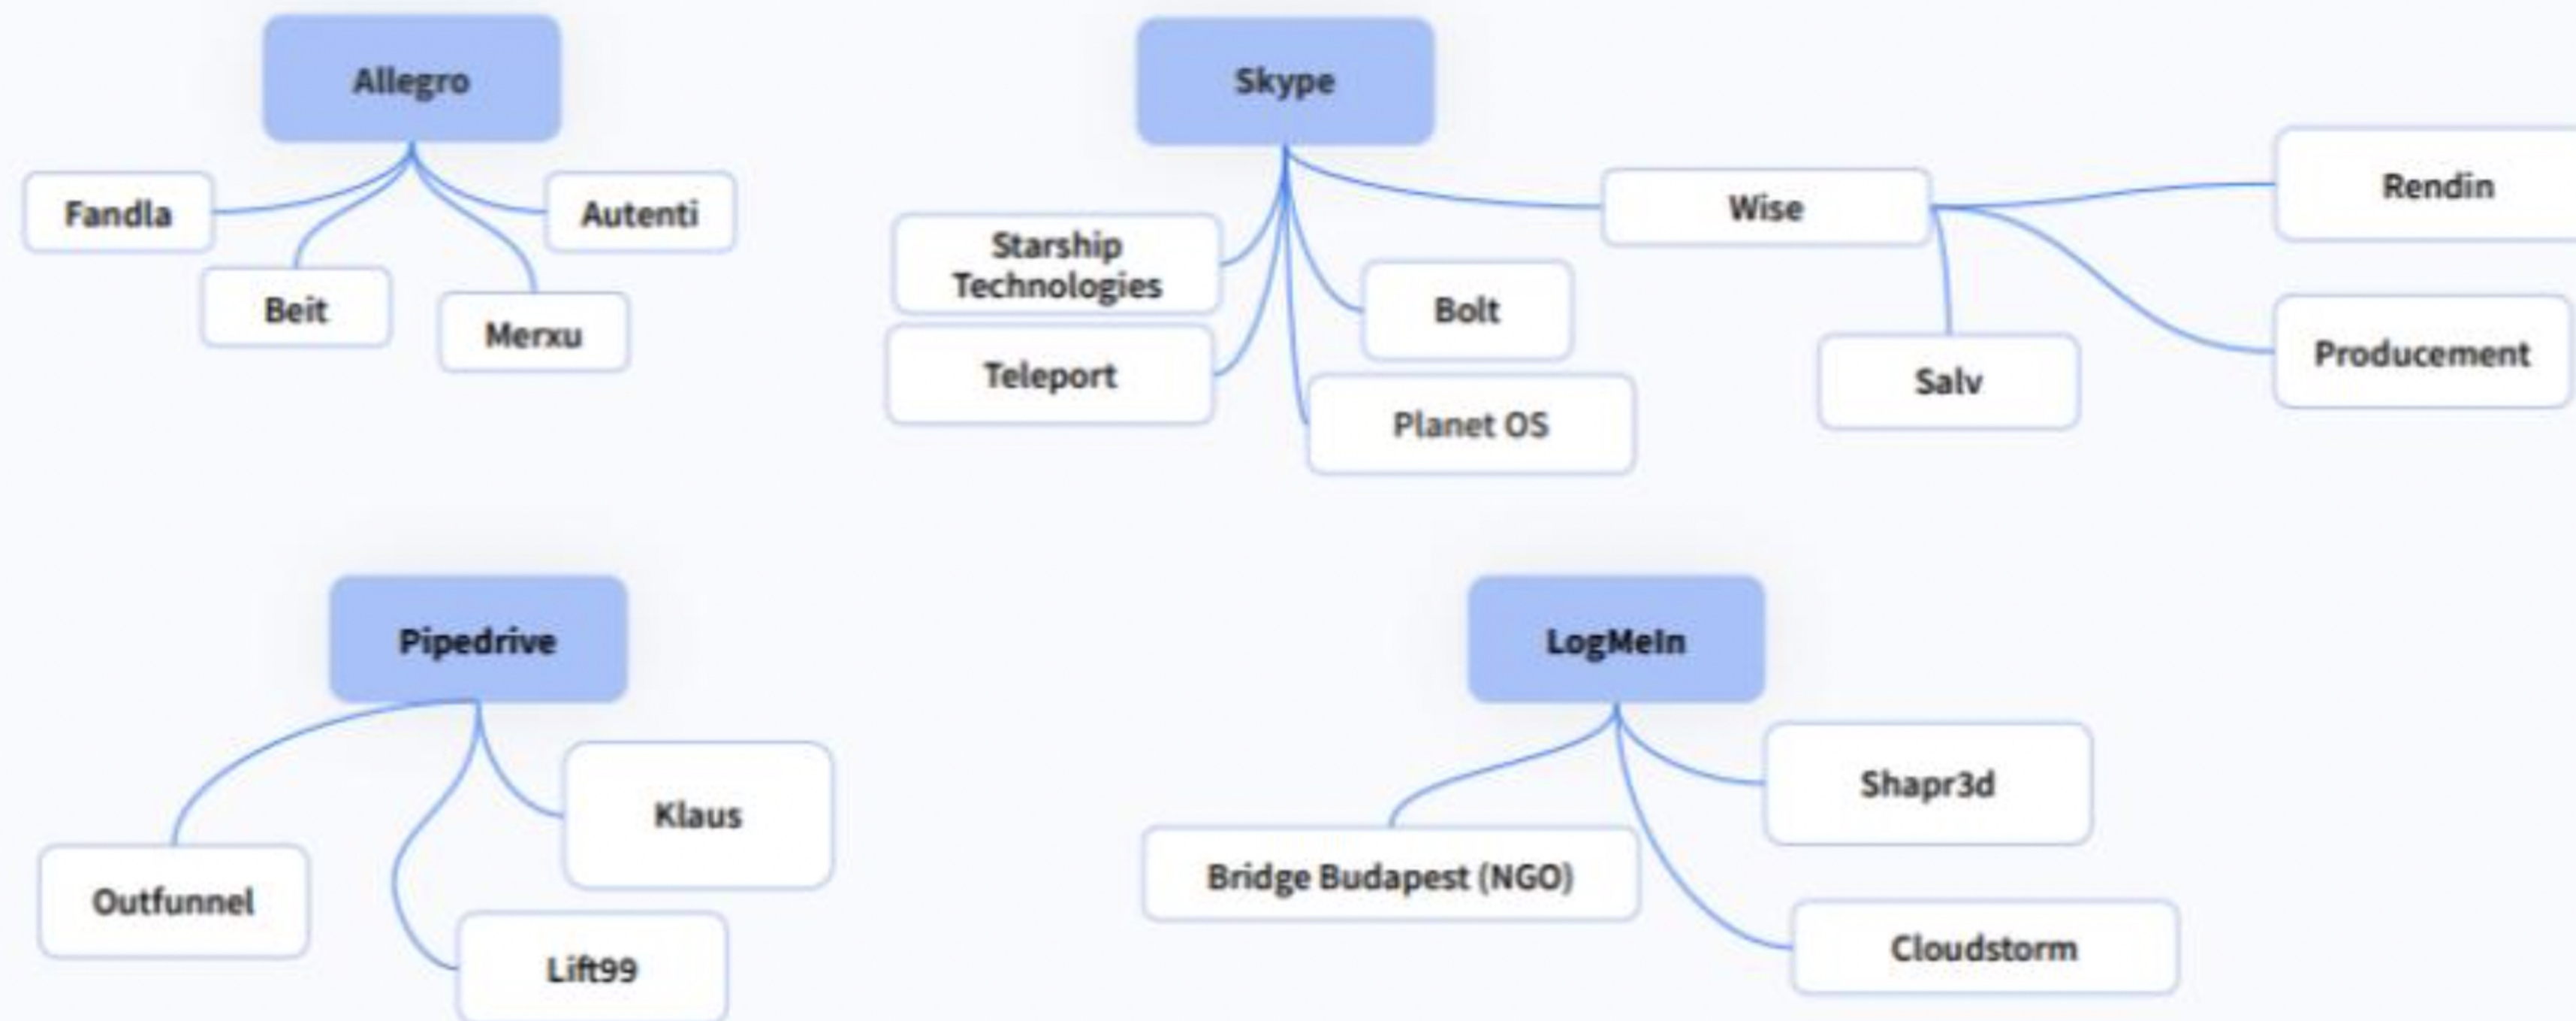 Allegro
Fandla
Autenti
Beit
Merxu
Skype
Wise
Rendin
Starship
Technologies
Bolt
Teleport
Planet OS
Salv
Producement
Pipedrive
Klaus
Outfunnel
Lift99
LogMeIn
Shapr3d
Bridge Budapest (NGO)
Cloudstorm